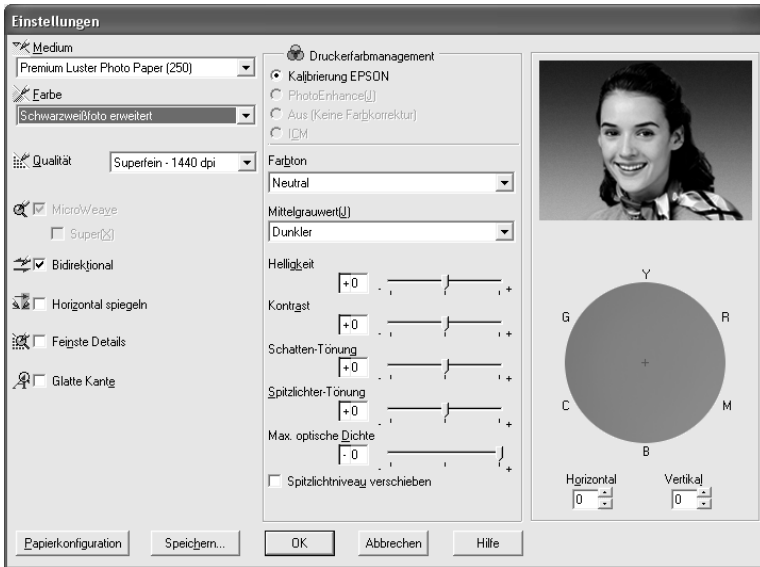 Einstellungen
Medium
Premium Luster Photo Paper (250)
Farbe
Schwarzweißfoto erweitert
Qualität
Superfein - 1440 dpi
MicroWeave
Super(X)
Bidirektional
Horizontal spiegeln
Feinste Details
Glatte Kante
Druckerfarbmanagement
Kalibrierung EPSON
PhotoEnhance(J)
Aus (Keine Farbkorrektur)
ICM
Farbton
Neutral
Mittelgrauwert(J)
Dunkler
Helligkeit
+0
- +
Kontrast
+0
- +
Schatten-Tönung
+0
- +
Spitzlichter-Tönung
+0
- +
Max. optische Dichte
- 0
- +
Spitzlichtniveau verschieben
Y
G R
C M
B
Horizontal Vertikal
0 0
Papierkonfiguration Speichern... OK Abbrechen Hilfe